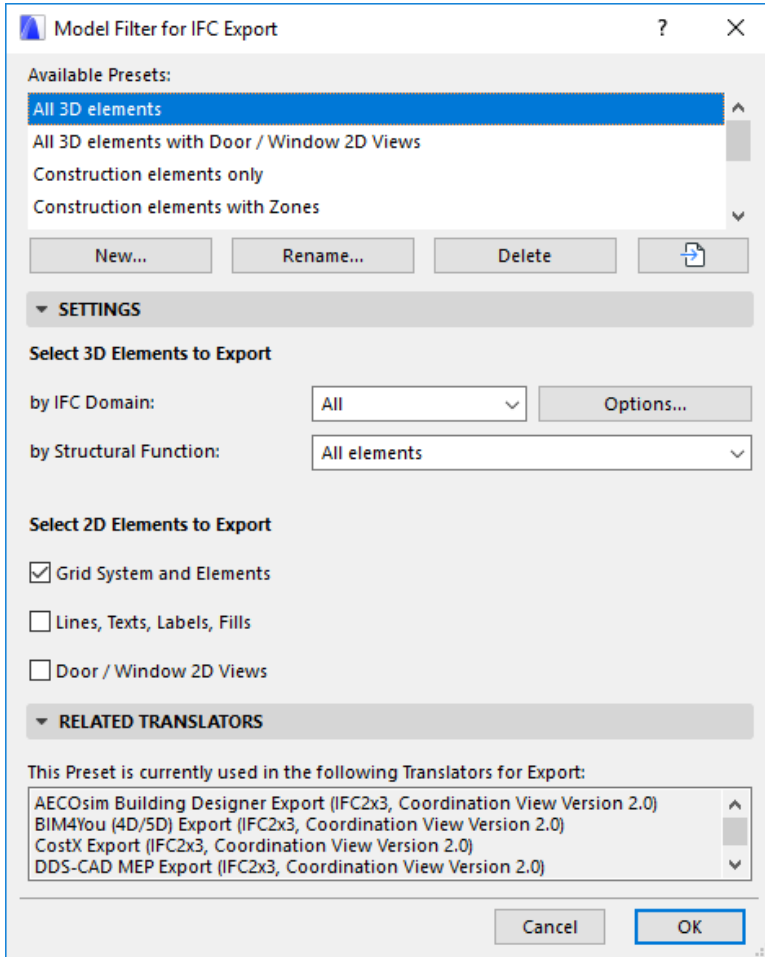 Model Filter for IFC Export
?
Available Presets:
All 3D elements
All 3D elements with Door / Window 2D Views
Construction elements only
Construction elements with Zones
New... Rename... Delete
SETTINGS
Select 3D Elements to Export
by IFC Domain: All Options...
by Structural Function: All elements
Select 2D Elements to Export
Grid System and Elements
Lines, Texts, Labels, Fills
Door / Window 2D Views
RELATED TRANSLATORS
This Preset is currently used in the following Translators for Export:
AECOsim Building Designer Export (IFC2x3, Coordination View Version 2.0)
BIM4You (4D/5D) Export (IFC2x3, Coordination View Version 2.0)
CostX Export (IFC2x3, Coordination View Version 2.0)
DDS-CAD MEP Export (IFC2x3, Coordination View Version 2.0)
Cancel OK